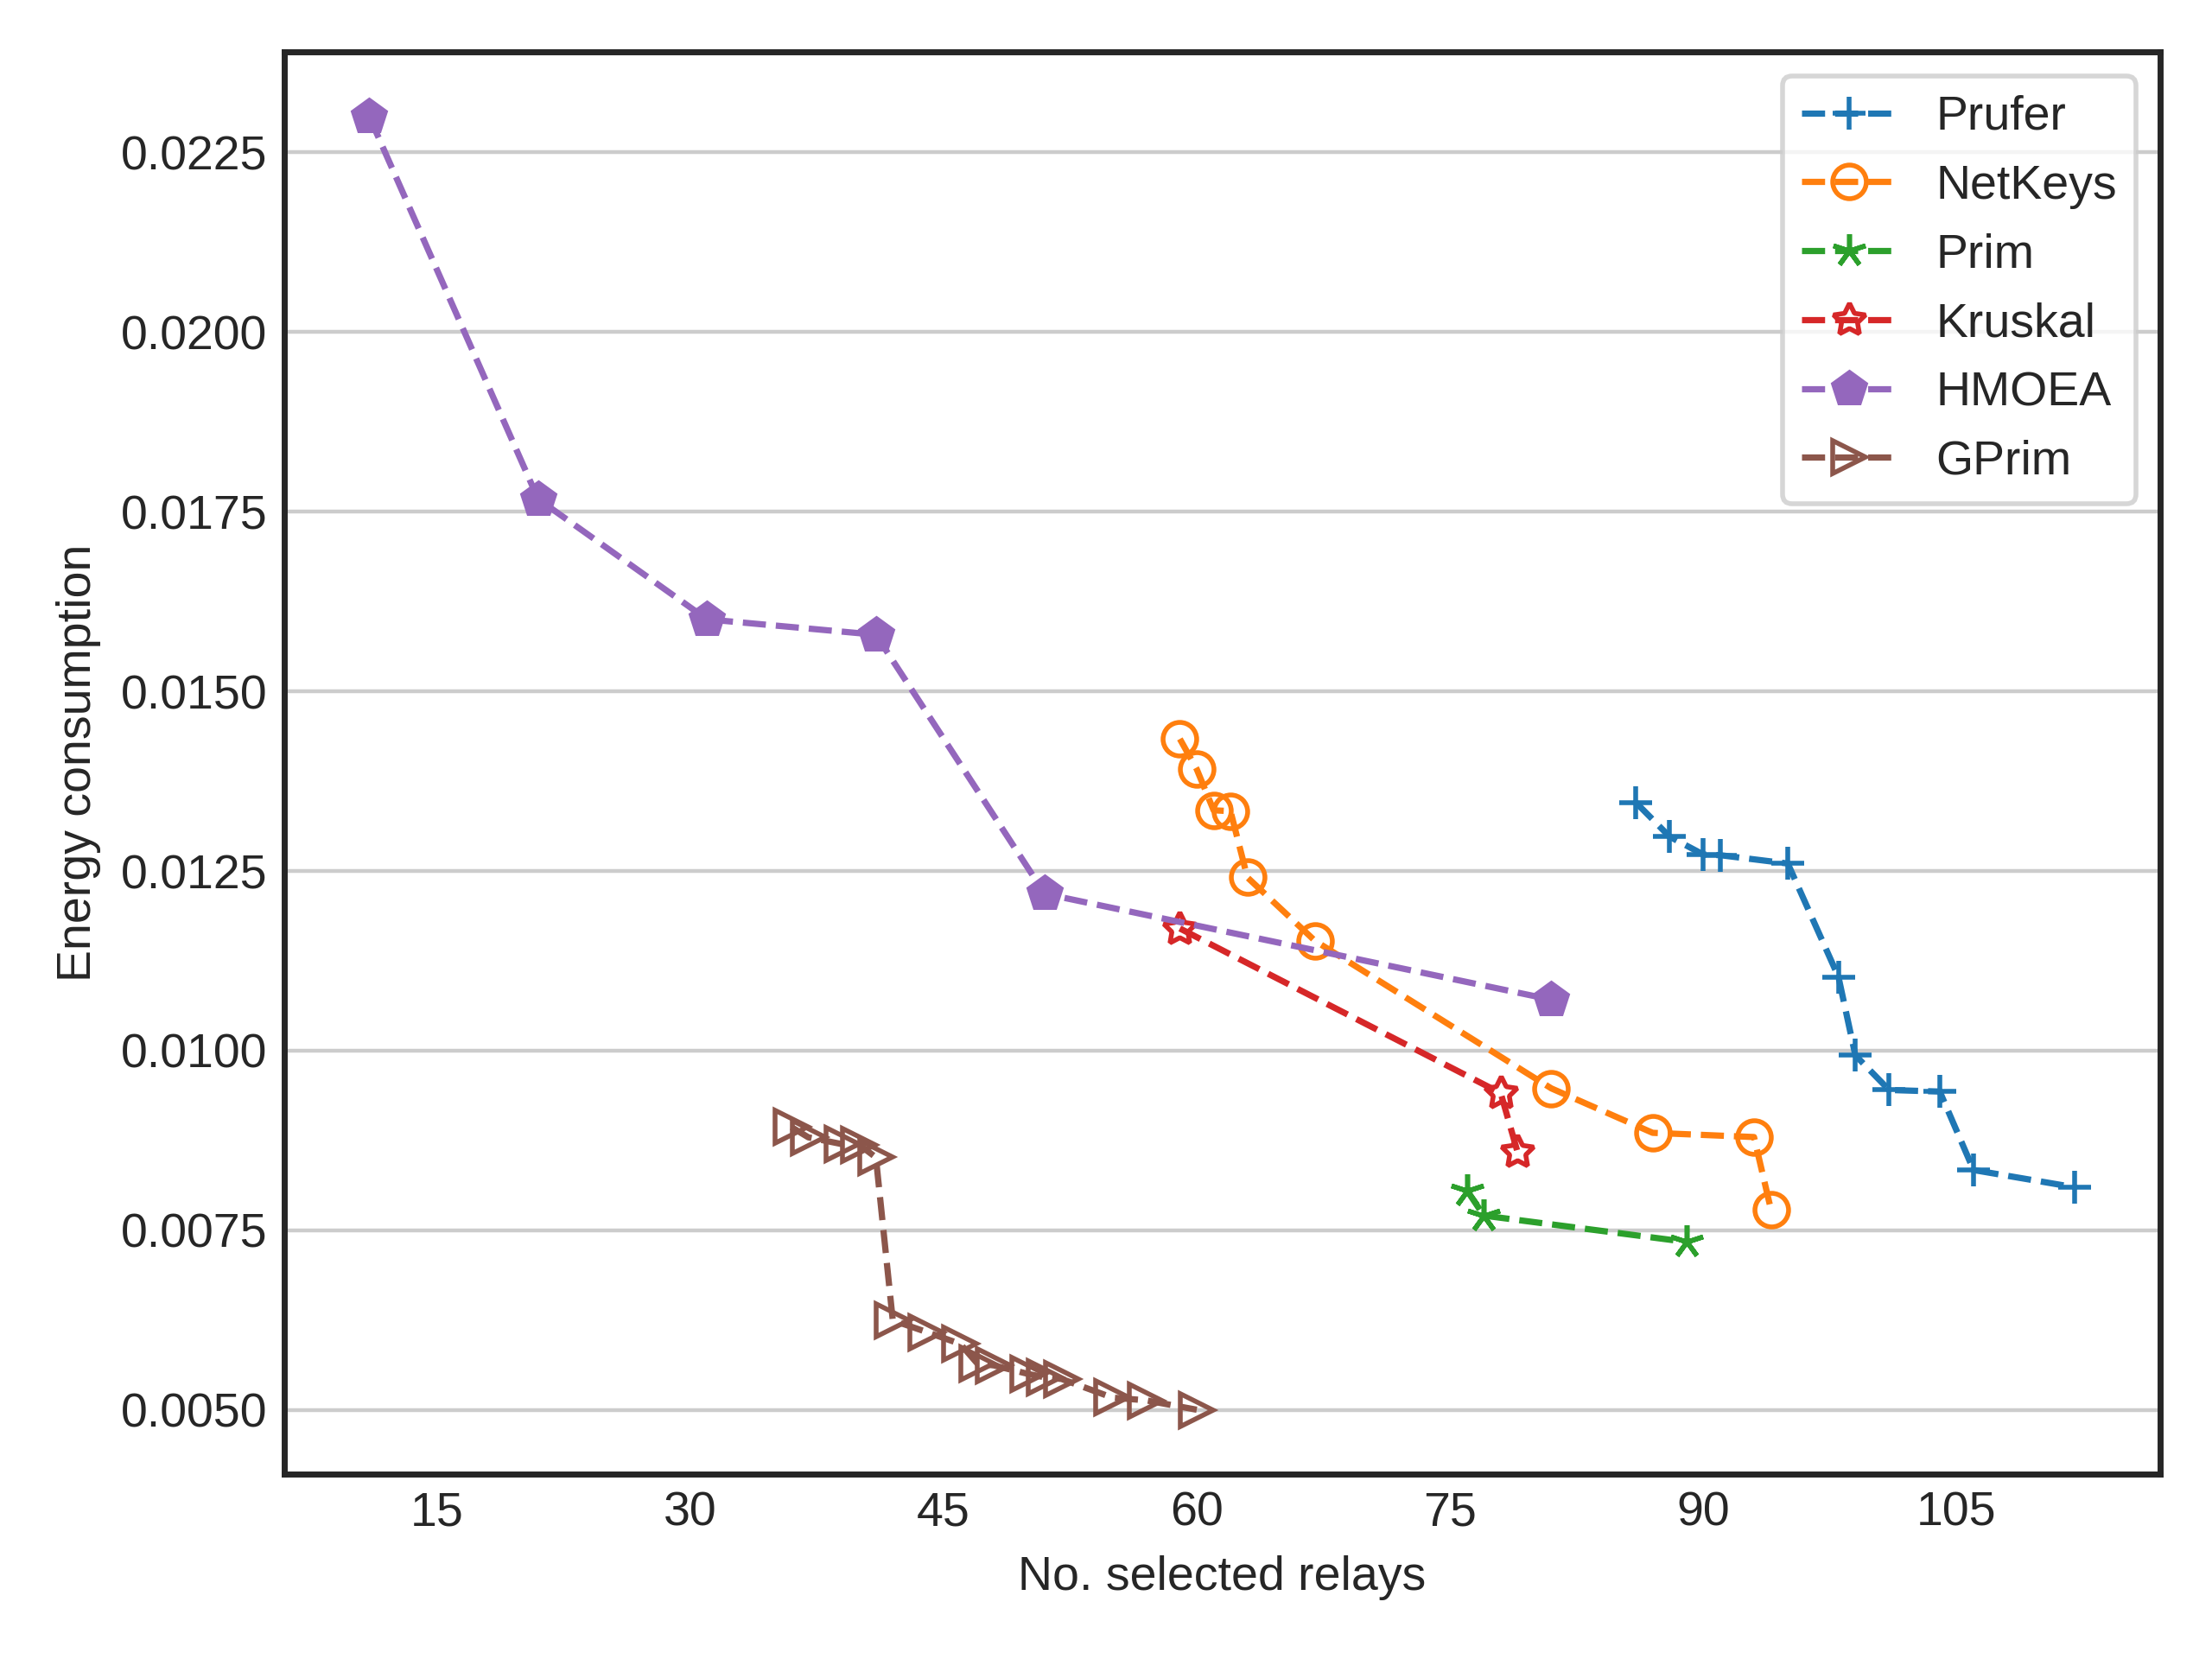 Energy consumption
0.0225
0.0200
0.0175
0.0150
0.0125
0.0100
0.0075
0.0050
Prufer
NetKeys
Prim
Kruskal
HMOEA
GPrim
15 30 45 60 75 90 105
No. selected relays